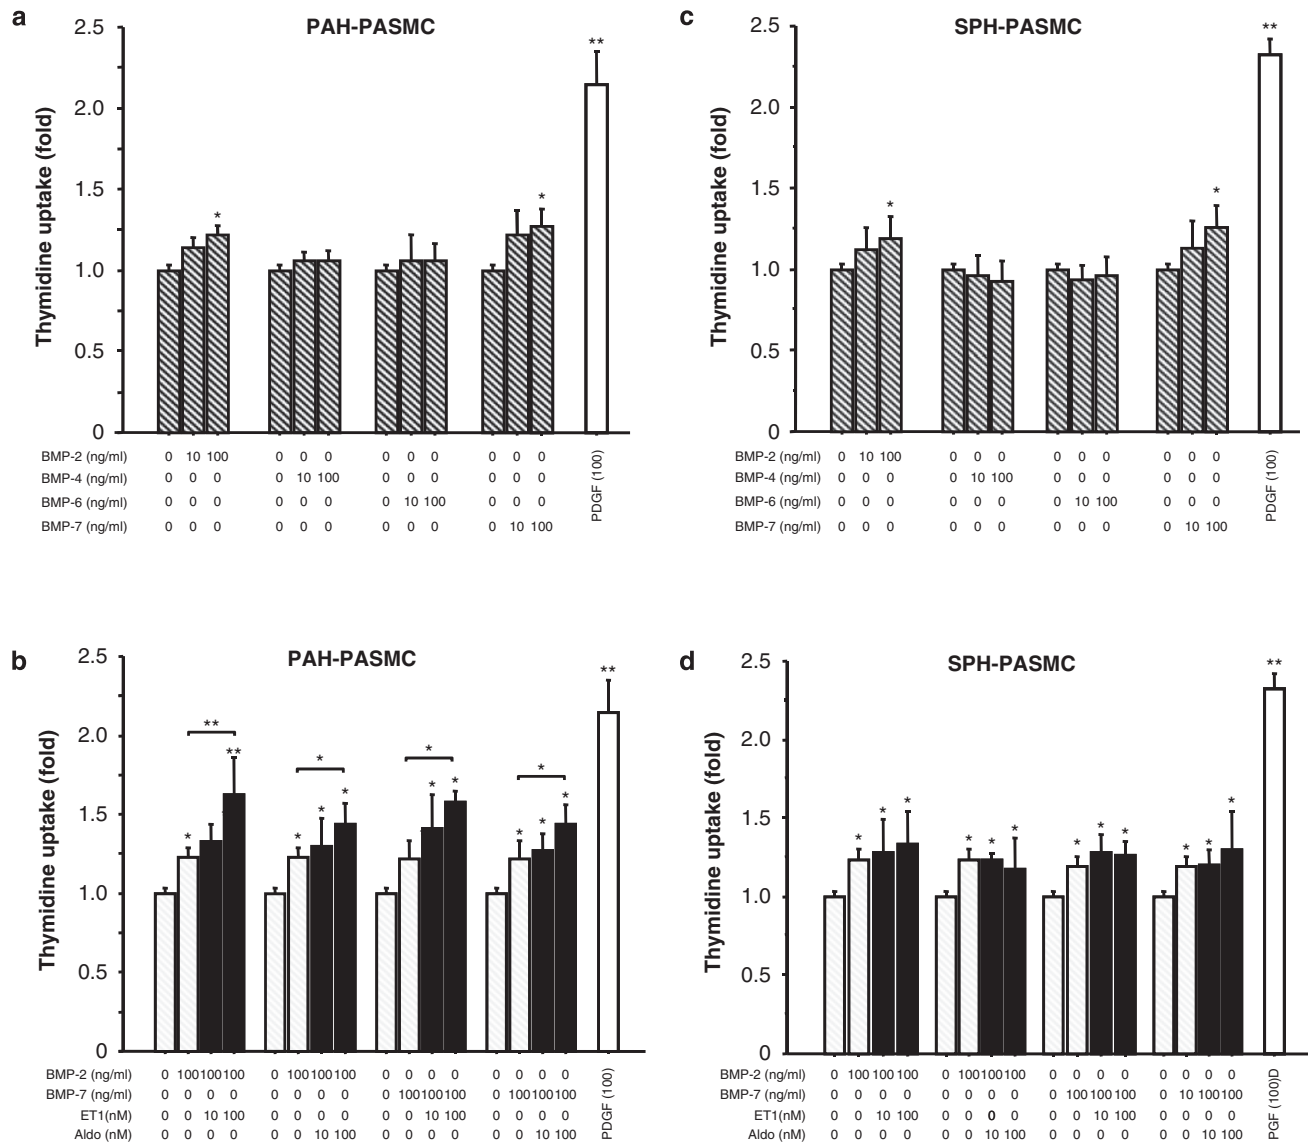 a
PAH-PASMC
Thymidine uptake (fold)
2.5
2.0
1.5
1.0
0.5
0
*
*
**
BMP-2 (ng/ml) 0 10 100 0 0 0 0 0 0 0 0 0
BMP-4 (ng/ml) 0 0 0 0 10 100 0 0 0 0 0 0
BMP-6 (ng/ml) 0 0 0 0 0 0 0 10 100 0 0 0
BMP-7 (ng/ml) 0 0 0 0 0 0 0 0 0 0 10 100
PDGF (100)
c
SPH-PASMC
Thymidine uptake (fold)
2.5
2.0
1.5
1.0
0.5
0
*
*
**
BMP-2 (ng/ml) 0 10 100 0 0 0 0 0 0 0 0 0
BMP-4 (ng/ml) 0 0 0 0 10 100 0 0 0 0 0 0
BMP-6 (ng/ml) 0 0 0 0 0 0 0 10 100 0 0 0
BMP-7 (ng/ml) 0 0 0 0 0 0 0 0 0 0 10 100
PDGF (100)
b
PAH-PASMC
Thymidine uptake (fold)
2.5
2.0
1.5
1.0
0.5
0
* ** **
* * * *
* * *
* * * *
**
BMP-2 (ng/ml) 0 100 100 100 0 100 100 100 0 0 0 0 0 0 0 0
BMP-7 (ng/ml) 0 0 0 0 0 0 0 0 0 100 100 100 0 100 100 100
ET1(nM) 0 0 10 100 0 0 0 0 0 0 10 100 0 0 0 0
Aldo (nM) 0 0 0 0 0 0 10 100 0 0 0 0 0 0 10 100
PDGF (100)
d
SPH-PASMC
Thymidine uptake (fold)
2.5
2.0
1.5
1.0
0.5
0
* * *
* * *
* * *
* * *
**
BMP-2 (ng/ml) 0 100 100 100 0 100 100 100 0 0 0 0 0 0 0 0
BMP-7 (ng/ml) 0 0 0 0 0 0 0 0 0 100 100 100 0 10 100 100
ET1(nM) 0 0 10 100 0 0 0 0 0 0 10 100 0 0 0 0
Aldo (nM) 0 0 0 0 0 0 10 100 0 0 0 0 0 0 10 100
PGF (100)D